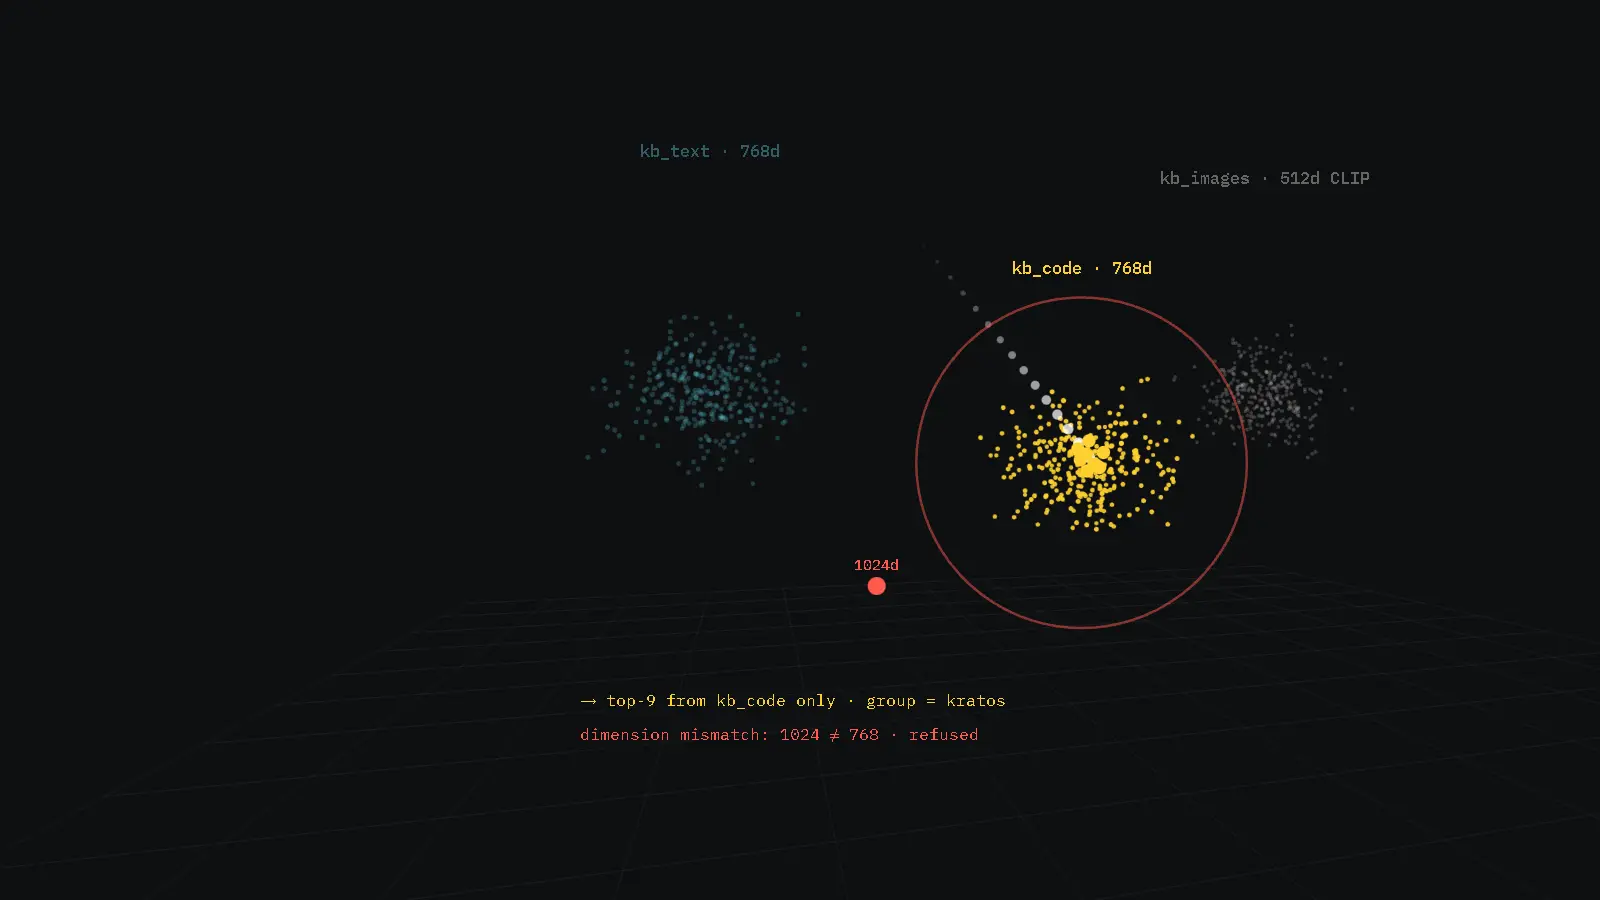 kb_text · 768d
kb_images · 512d CLIP
kb_code · 768d
1024d
→ top-9 from kb_code only · group = kratos
dimension mismatch: 1024 ≠ 768 · refused